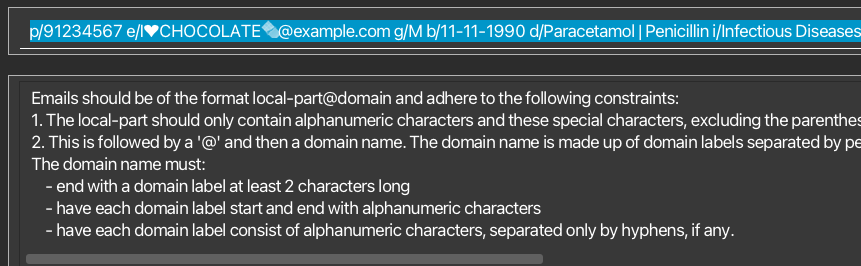 p/91234567 e/I❤CHOCOLATE🍫@example.com g/M b/11-11-1990 d/Paracetamol | Penicillin i/Infectious Diseases
Emails should be of the format local-part@domain and adhere to the following constraints:
1. The local-part should only contain alphanumeric characters and these special characters, excluding the
2. This is followed by a '@' and then a domain name. The domain name is made up of domain labels separated by
The domain name must:
- end with a domain label at least 2 characters long
- have each domain label start and end with alphanumeric characters
- have each domain label consist of alphanumeric characters, separated only by hyphens, if any.